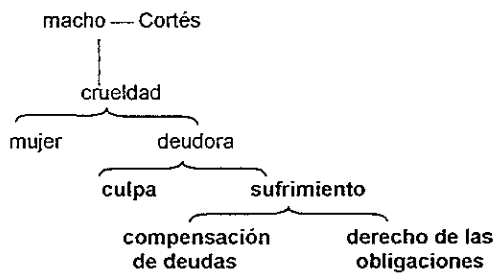 macho — Cortés
crueldad
mujer deudora
culpa sufrimiento
compensación derecho de las
de deudas obligaciones